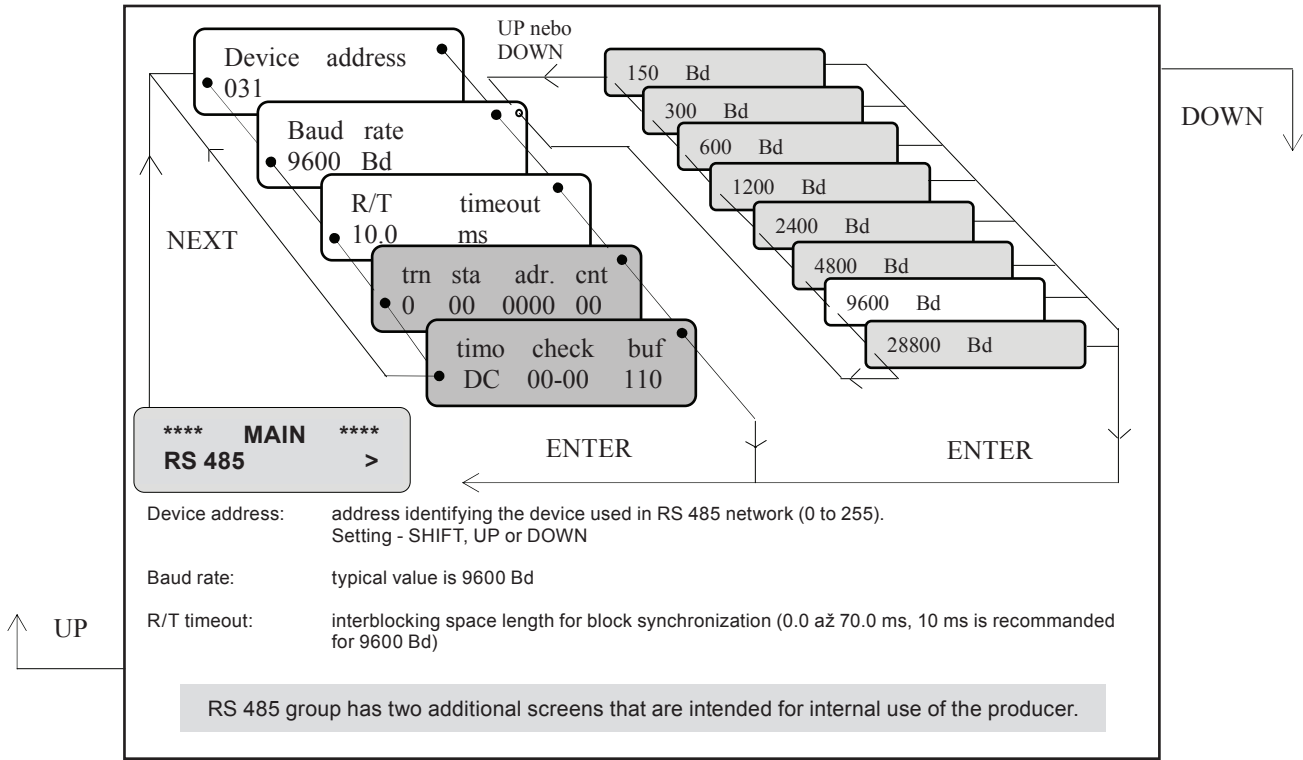 UP nebo
DOWN
Device address
031
Baud rate
9600 Bd
R/T timeout
10.0 ms
trn sta adr. cnt
0 00 0000 00
timo check buf
DC 00-00 110
150 Bd
300 Bd
600 Bd
1200 Bd
2400 Bd
4800 Bd
9600 Bd
28800 Bd
DOWN
NEXT
**** MAIN ****
RS 485 >
ENTER
ENTER
Device address: address identifying the device used in RS 485 network (0 to 255).
Setting - SHIFT, UP or DOWN
Baud rate: typical value is 9600 Bd
R/T timeout: interblocking space length for block synchronization (0.0 až 70.0 ms, 10 ms is recommanded
for 9600 Bd)
UP
RS 485 group has two additional screens that are intended for internal use of the producer.